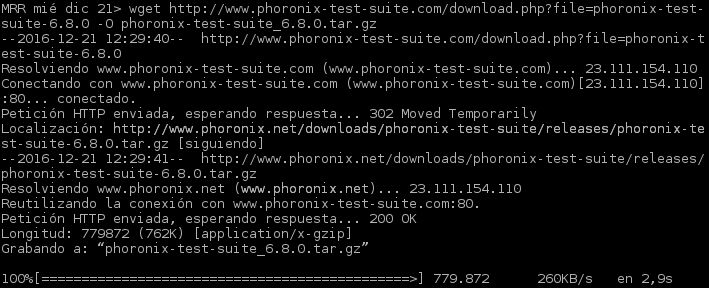 MRR mié dic 21> wget http://www.phoronix-test-suite.com/download.php?file=phoronix-test-
suite-6.8.0 -O phoronix-test-suite_6.8.0.tar.gz
--2016-12-21 12:29:40--  http://www.phoronix-test-suite.com/download.php?file=phoronix-t
est-suite-6.8.0
Resolviendo www.phoronix-test-suite.com (www.phoronix-test-suite.com)... 23.111.154.110
Conectando con www.phoronix-test-suite.com (www.phoronix-test-suite.com)[23.111.154.110]
:80... conectado.
Petición HTTP enviada, esperando respuesta... 302 Moved Temporarily
Localización: http://www.phoronix.net/downloads/phoronix-test-suite/releases/phoronix-te
st-suite-6.8.0.tar.gz [siguiendo]
--2016-12-21 12:29:41--  http://www.phoronix.net/downloads/phoronix-test-suite/releases/
phoronix-test-suite-6.8.0.tar.gz
Resolviendo www.phoronix.net (www.phoronix.net)... 23.111.154.110
Reutilizando la conexión con www.phoronix-test-suite.com:80.
Petición HTTP enviada, esperando respuesta... 200 OK
Longitud: 779872 (762K) [application/x-gzip]
Grabando a: “phoronix-test-suite_6.8.0.tar.gz”
100%[===============================================>] 779.872      260KB/s   en 2,9s